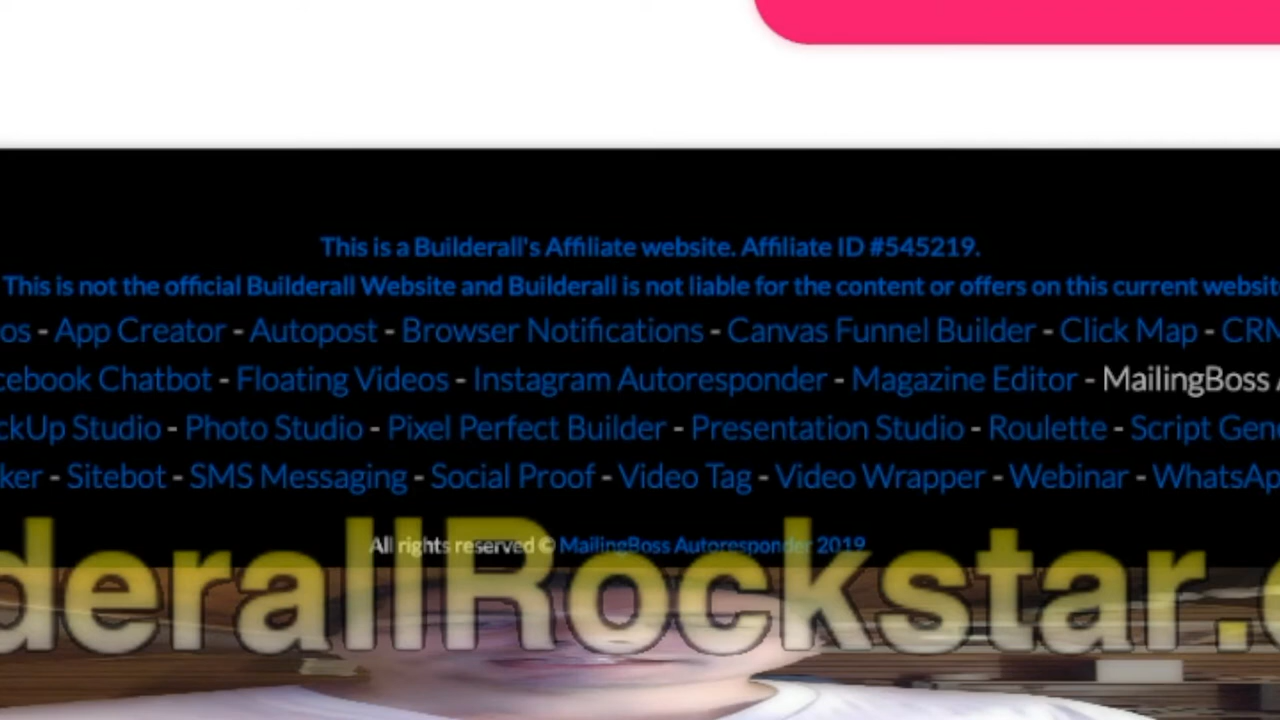 This is a Builderall's Affiliate website. Affiliate ID #545219.
This is not the official Builderall Website and Builderall is not liable for the content or offers on this current websit
os - App Creator - Autopost - Browser Notifications - Canvas Funnel Builder - Click Map - CRM
cebook Chatbot - Floating Videos - Instagram Autoresponder - Magazine Editor - MailingBoss A
ckUp Studio - Photo Studio - Pixel Perfect Builder - Presentation Studio - Roulette - Script Gene
ker - Sitebot - SMS Messaging - Social Proof - Video Tag - Video Wrapper - Webinar - WhatsAp
All rights reserved © MailingBoss Autoresponder 2019
derallRockstar.c